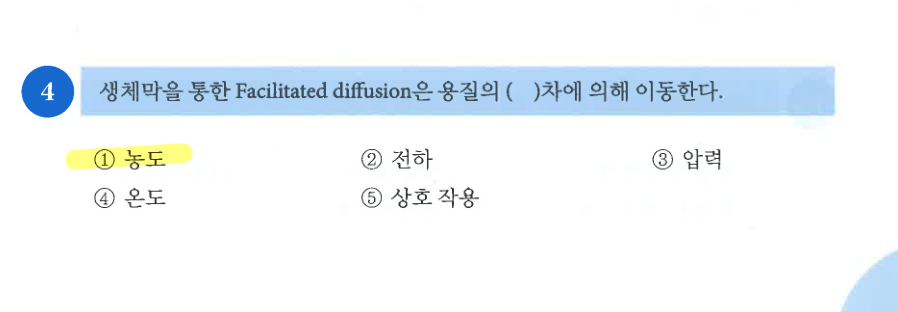 4
생체막을 통한 Facilitated diffusion은 용질의 ( )차에 의해 이동한다.
① 농도 ② 전하 ③ 압력
④ 온도 ⑤ 상호 작용